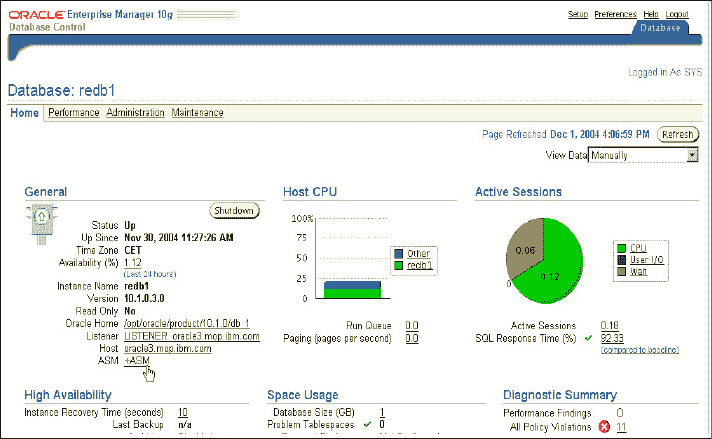 ORACLE Enterprise Manager 10g
Database Control
Setup Preferences Help Logout
Database
Logged in As SYS
Database: redb1
Home Performance Administration Maintenance
Page Refreshed Dec 1, 2004 4:06:59 PM Refresh
View Data Manually
General
Shutdown
Status Up
Up Since Nov 30, 2004 11:27:26 AM
Time Zone CET
Availability (%) 1.12
(Last 24 hours)
Instance Name redb1
Version 10.1.0.3.0
Read Only No
Oracle Home /opt/oracle/product/10.1.0/db_1
Listener LISTENER_oracle3.mop.ibm.com
Host oracle3.mop.ibm.com
ASM +ASM
Host CPU
100%
75
50
25
0
Other
redb1
Run Queue 0.0
Paging (pages per second) 0.0
Active Sessions
0.06
0
0.12
CPU
User I/O
Wait
Active Sessions 0.18
SQL Response Time (%) 92.33
(compared to baseline)
High Availability
Instance Recovery Time (seconds) 10
Last Backup n/a
Space Usage
Database Size (GB) 1
Problem Tablespaces 0
Diagnostic Summary
Performance Findings 0
All Policy Violations 11